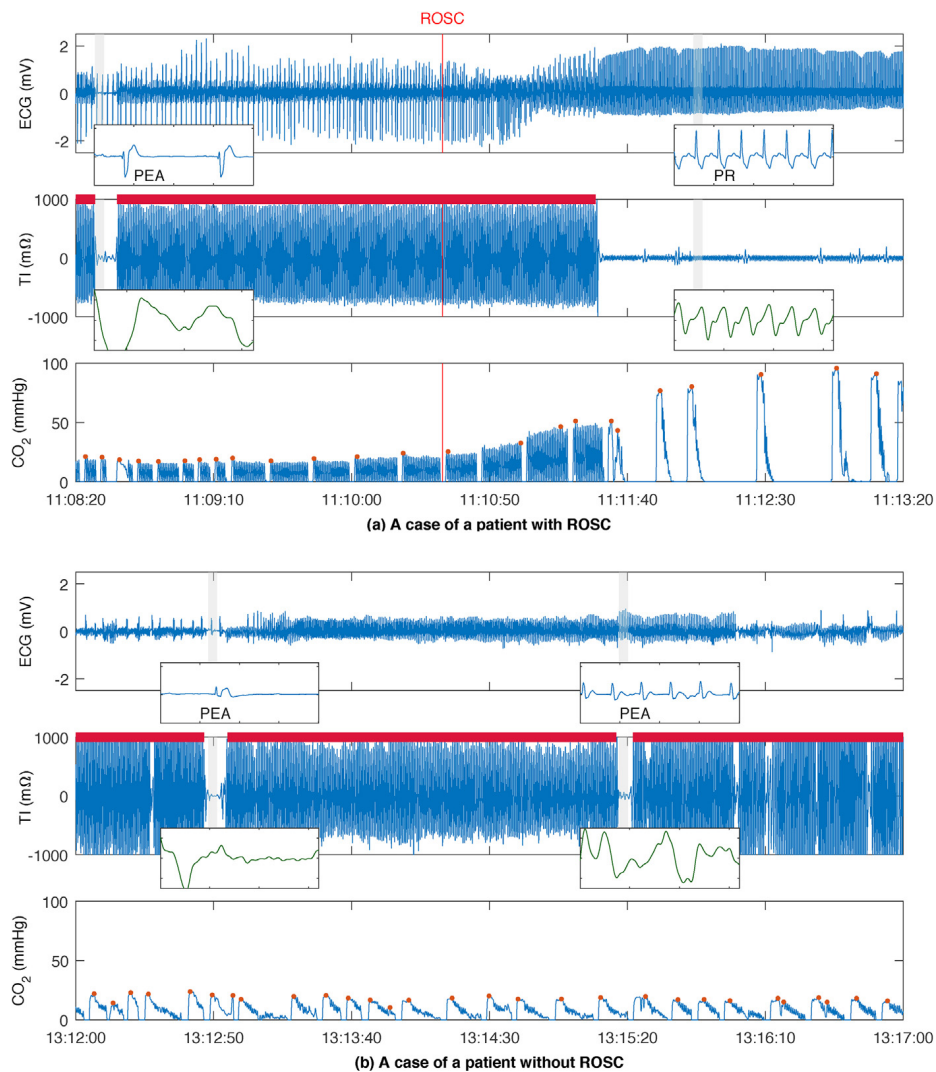 ROSC
ECG (mV)
2
0
-2
PEA
PR
TI (mΩ)
1000
0
-1000
CO2 (mmHg)
100
50
0
11:08:20 11:09:10 11:10:00 11:10:50 11:11:40 11:12:30 11:13:20
(a) A case of a patient with ROSC
ECG (mV)
2
0
-2
PEA
PEA
TI (mΩ)
1000
0
-1000
CO2 (mmHg)
100
50
0
13:12:00 13:12:50 13:13:40 13:14:30 13:15:20 13:16:10 13:17:00
(b) A case of a patient without ROSC